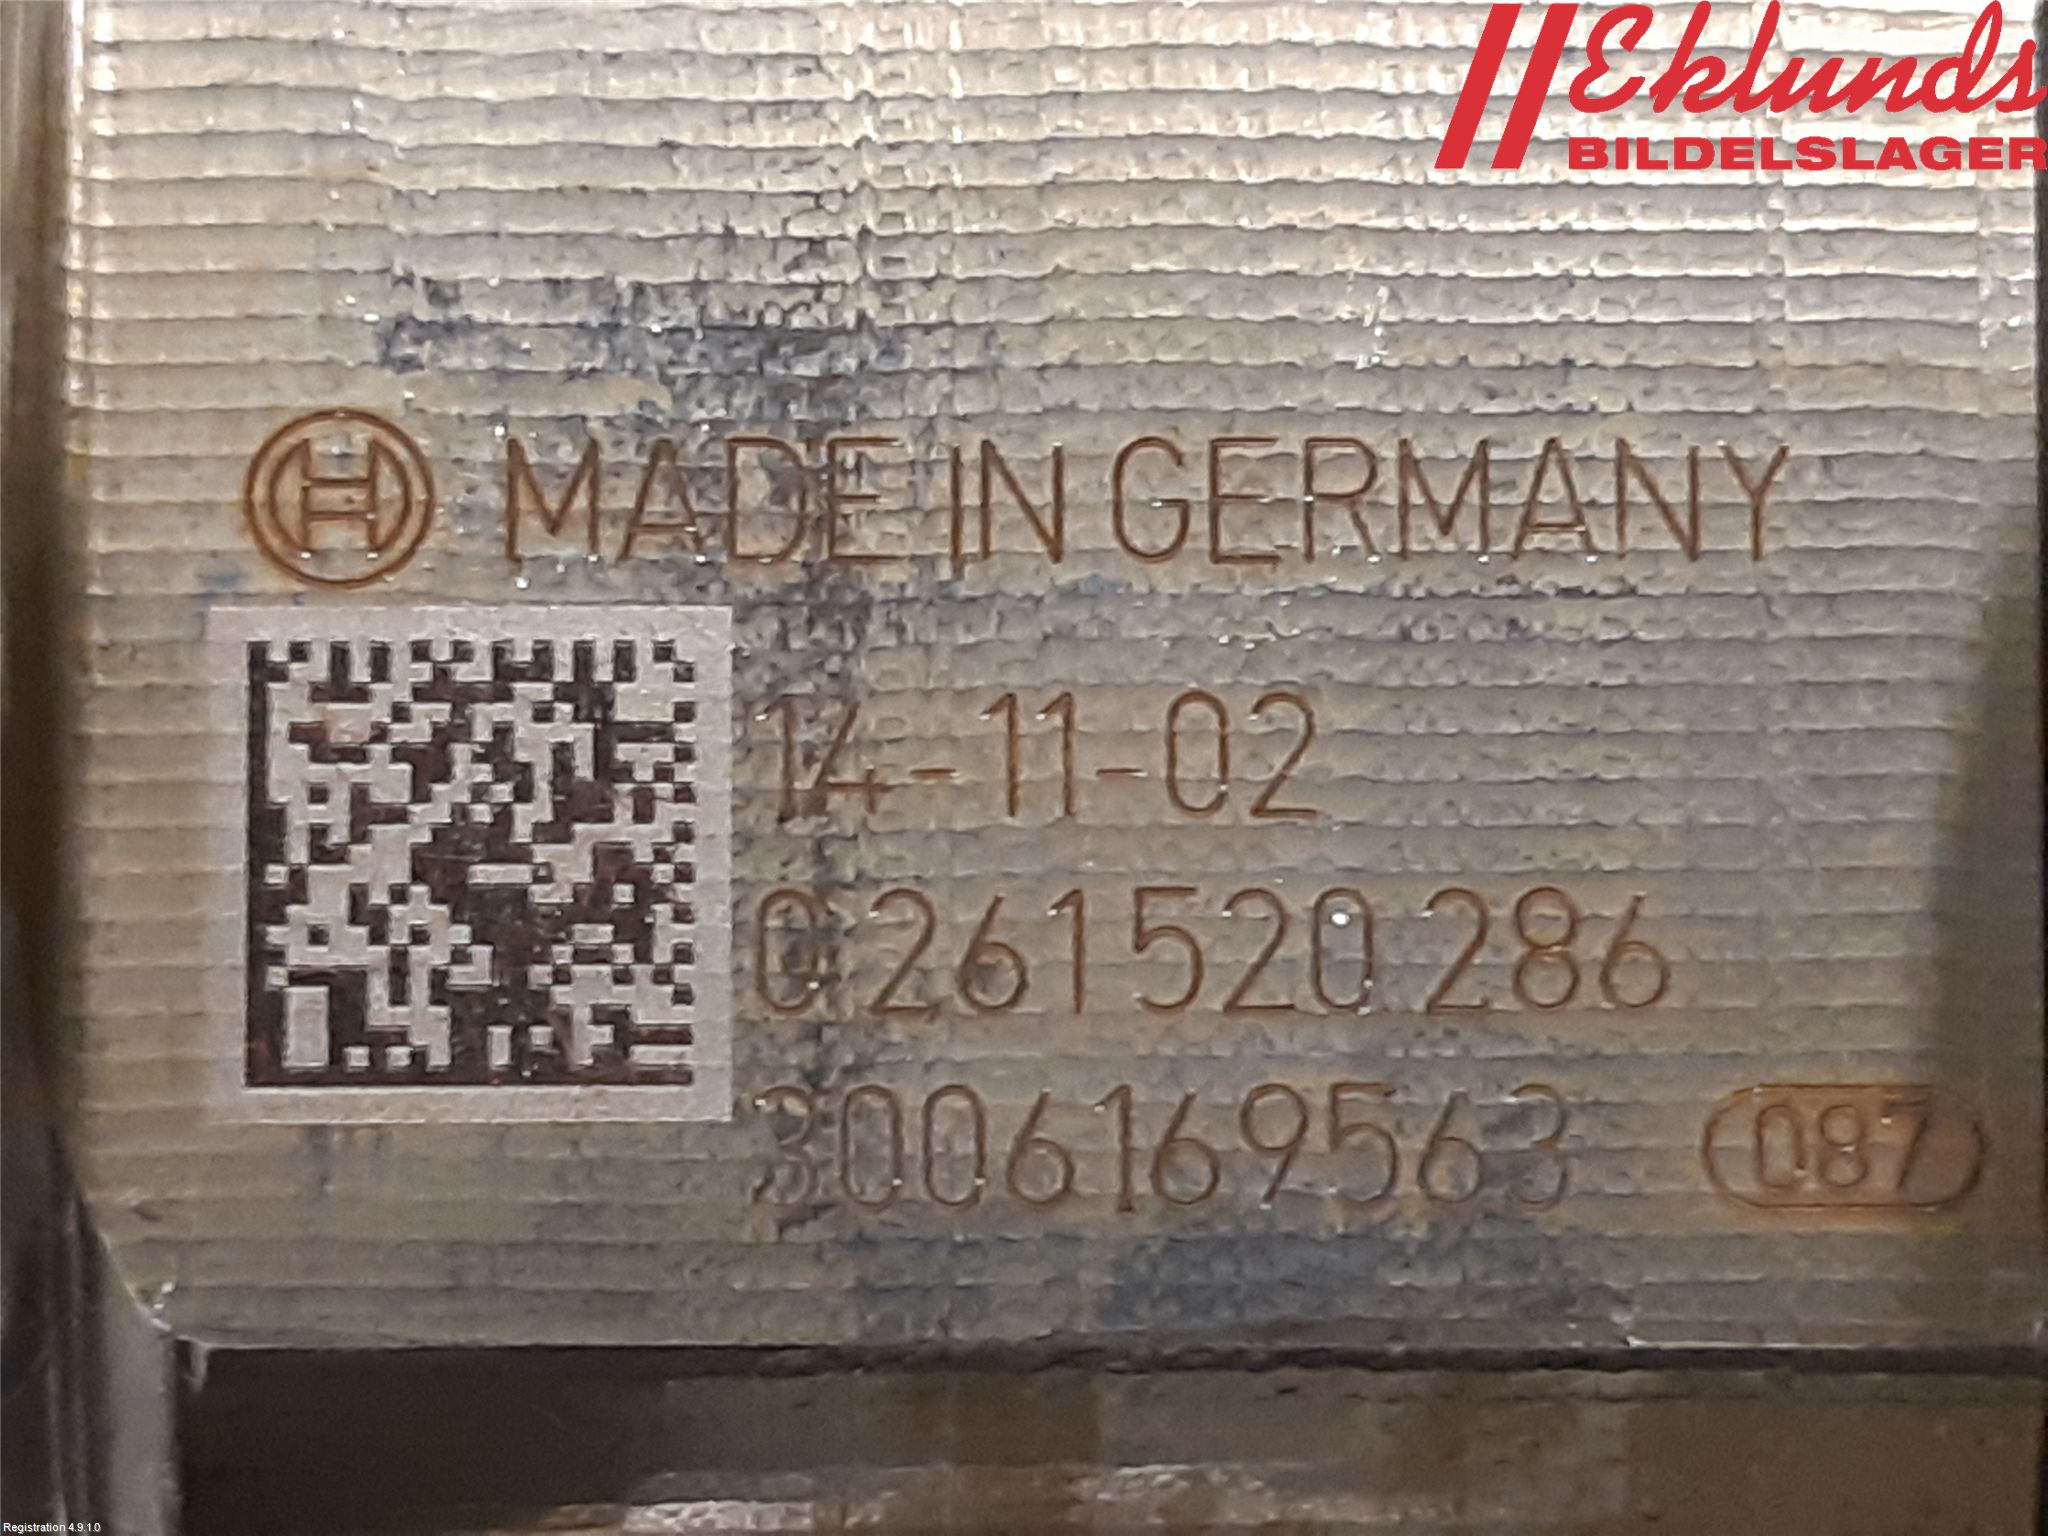 Eklunds
BILDELSLAGER
MADE IN GERMANY
14-11-02
0 261 520 286
3006169563 087
Registration 4.9.1.0